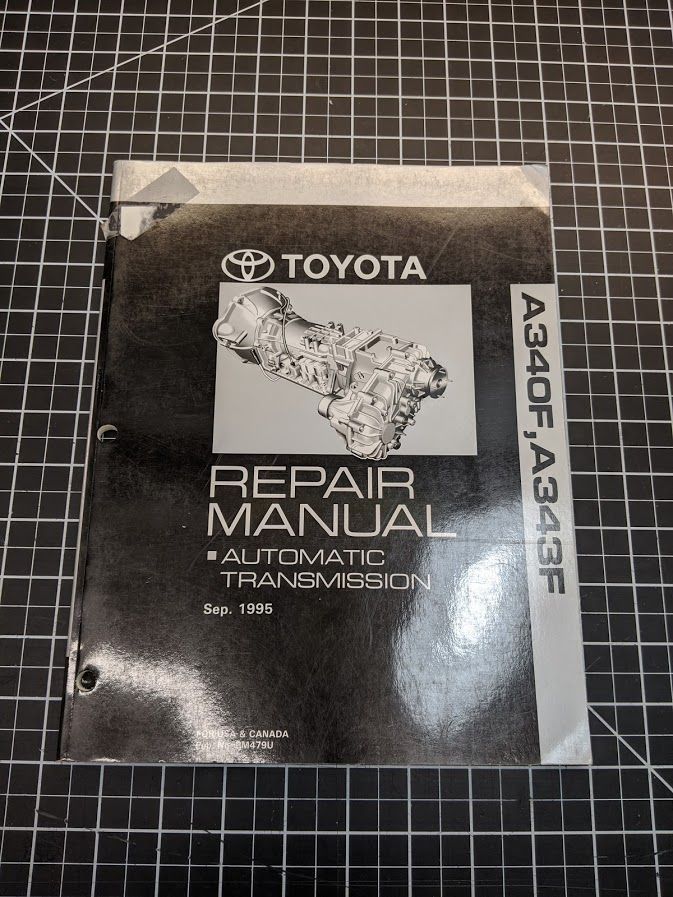 TOYOTA
A340F, A343F
REPAIR
MANUAL
▪ AUTOMATIC
TRANSMISSION
Sep. 1995
FOR USA & CANADA
Pub. No. RM479U